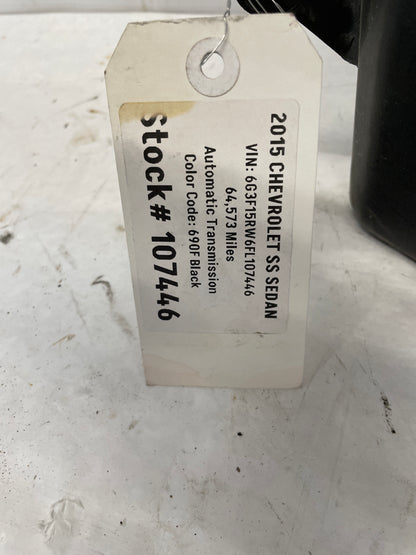 2015 CHEVROLET SS SEDAN
VIN: 6G3F15RW6FL107446
64,573 Miles
Automatic Transmission
Color Code: 690F Black
Stock# 107446